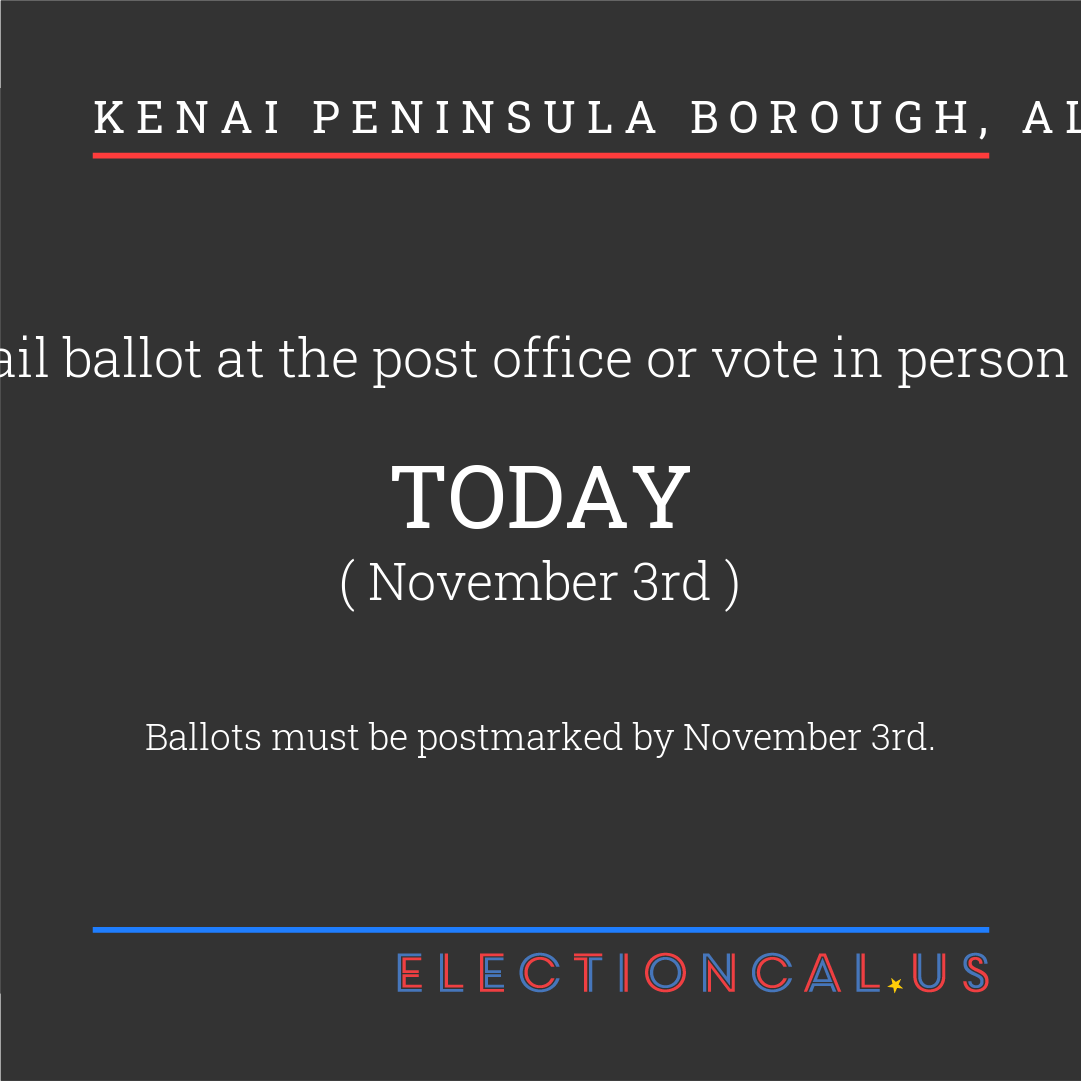 KENAI PENINSULA BOROUGH, AL
ail ballot at the post office or vote in person
TODAY
( November 3rd )
Ballots must be postmarked by November 3rd.
ELECTIONCAL.US